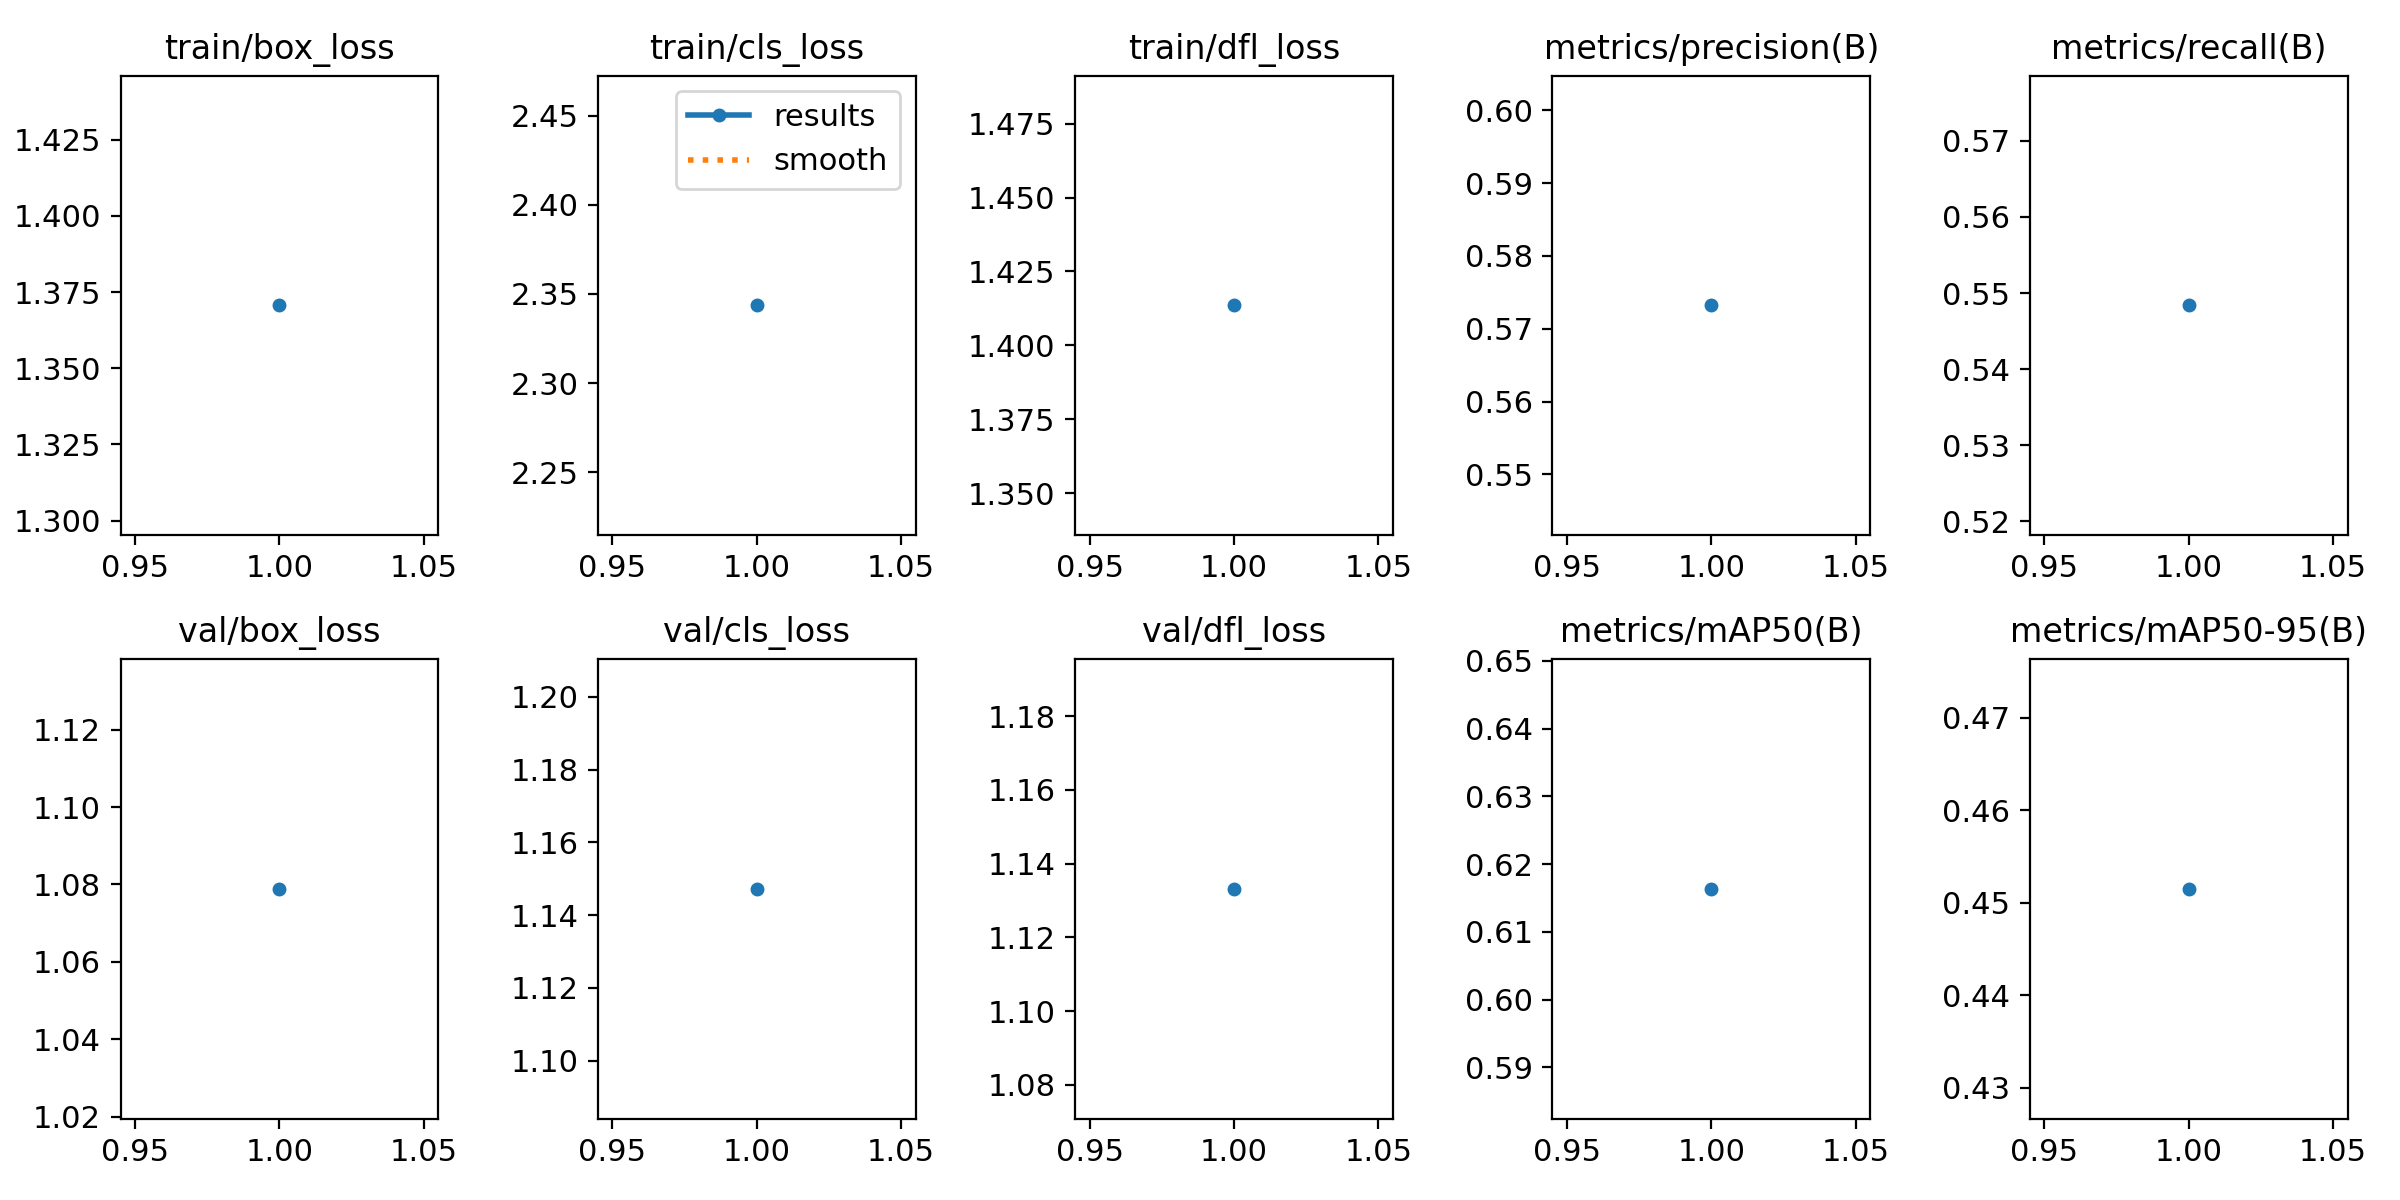 train/box_loss
1.425
1.400
1.375
1.350
1.325
1.300
0.95 1.00 1.05
train/cls_loss
results
smooth
2.45
2.40
2.35
2.30
2.25
0.95 1.00 1.05
train/dfl_loss
1.475
1.450
1.425
1.400
1.375
1.350
0.95 1.00 1.05
metrics/precision(B)
0.60
0.59
0.58
0.57
0.56
0.55
0.95 1.00 1.05
metrics/recall(B)
0.57
0.56
0.55
0.54
0.53
0.52
0.95 1.00 1.05
val/box_loss
1.12
1.10
1.08
1.06
1.04
1.02
0.95 1.00 1.05
val/cls_loss
1.20
1.18
1.16
1.14
1.12
1.10
0.95 1.00 1.05
val/dfl_loss
1.18
1.16
1.14
1.12
1.10
1.08
0.95 1.00 1.05
metrics/mAP50(B)
0.65
0.64
0.63
0.62
0.61
0.60
0.59
0.95 1.00 1.05
metrics/mAP50-95(B)
0.47
0.46
0.45
0.44
0.43
0.95 1.00 1.05